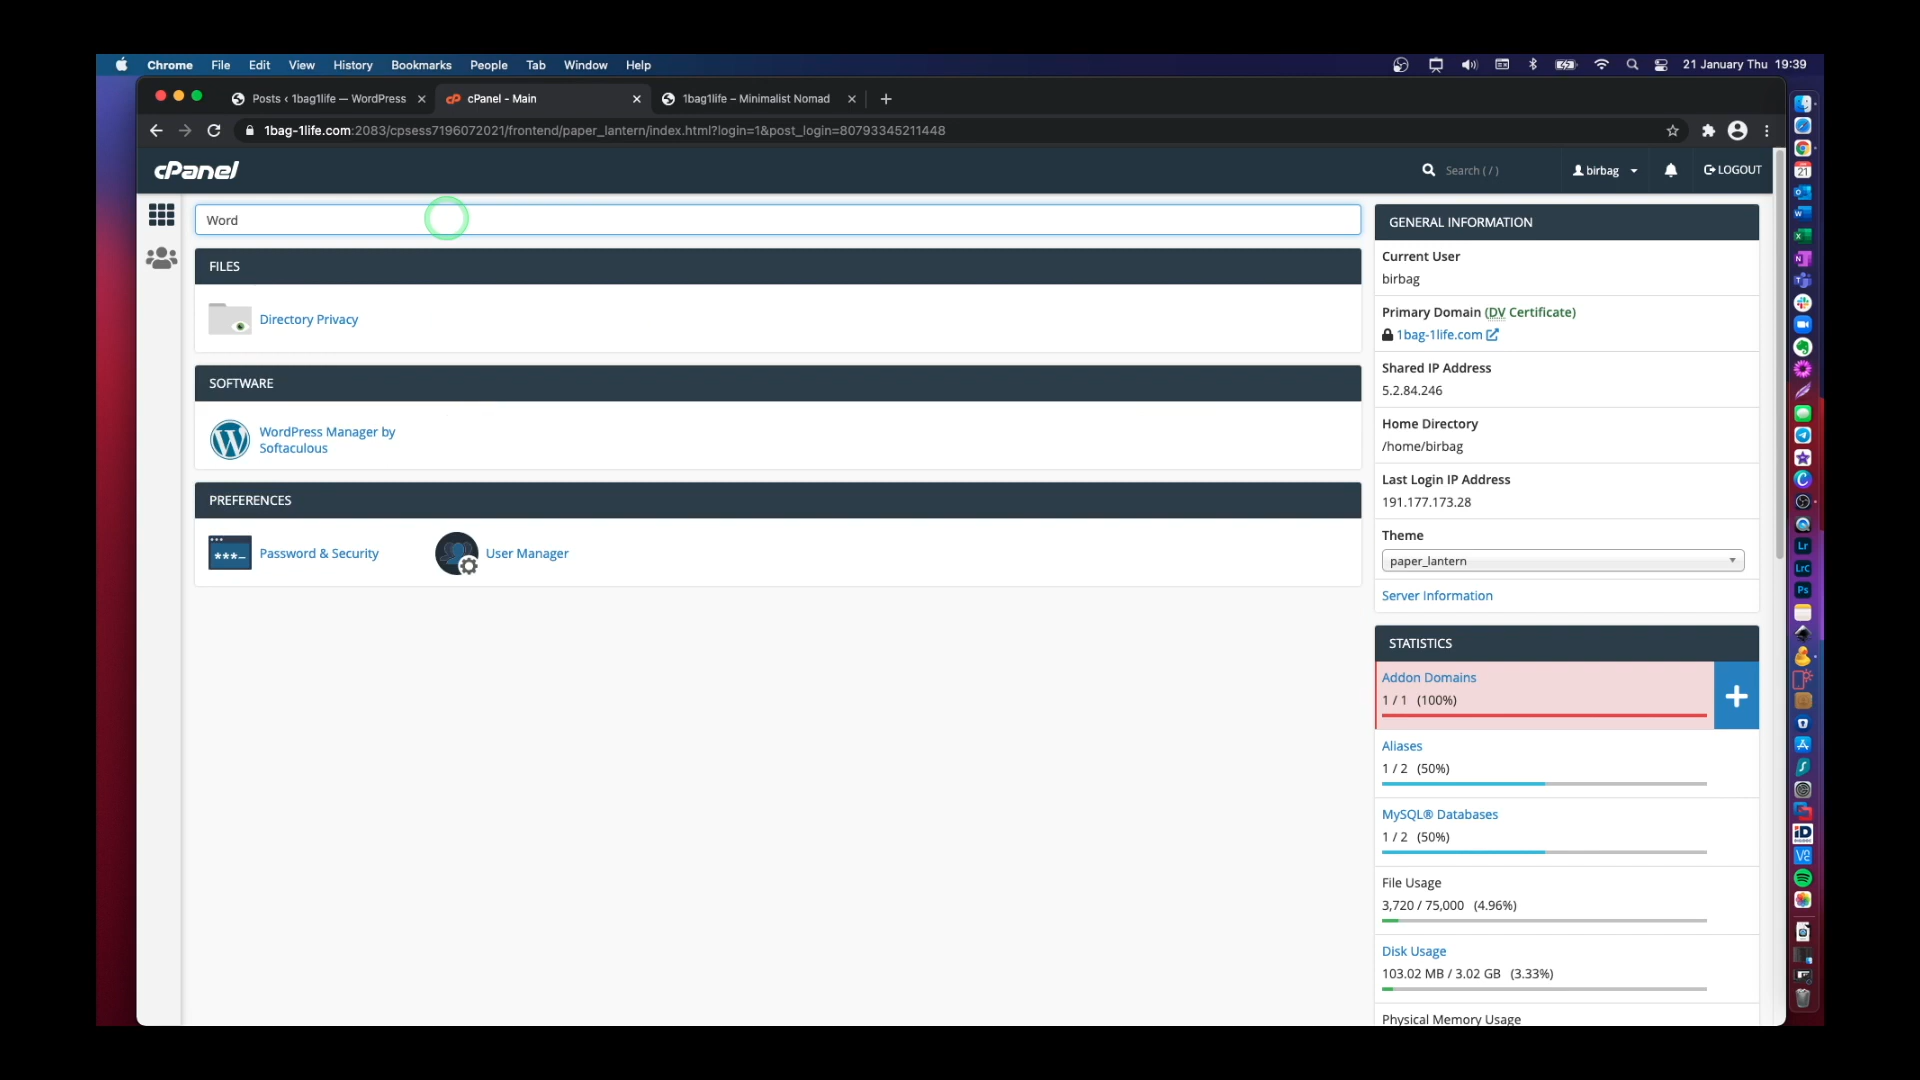 Chrome File Edit View History Bookmarks People Tab Window Help 21 January Thu 19:39
Posts ‹ 1bag1life — WordPress cPanel - Main 1bag1life – Minimalist Nomad
1bag-1life.com:2083/cpsess7196072021/frontend/paper_lantern/index.html?login=1&post_login=80793345211448
cPanel Search ( / ) birbag LOGOUT
Word
FILES
Directory Privacy
SOFTWARE
WordPress Manager by
Softaculous
PREFERENCES
Password & Security User Manager
GENERAL INFORMATION
Current User
birbag
Primary Domain (DV Certificate)
1bag-1life.com
Shared IP Address
5.2.84.246
Home Directory
/home/birbag
Last Login IP Address
191.177.173.28
Theme
paper_lantern
Server Information
STATISTICS
Addon Domains
1 / 1 (100%)
Aliases
1 / 2 (50%)
MySQL® Databases
1 / 2 (50%)
File Usage
3,720 / 75,000 (4.96%)
Disk Usage
103.02 MB / 3.02 GB (3.33%)
Physical Memory Usage